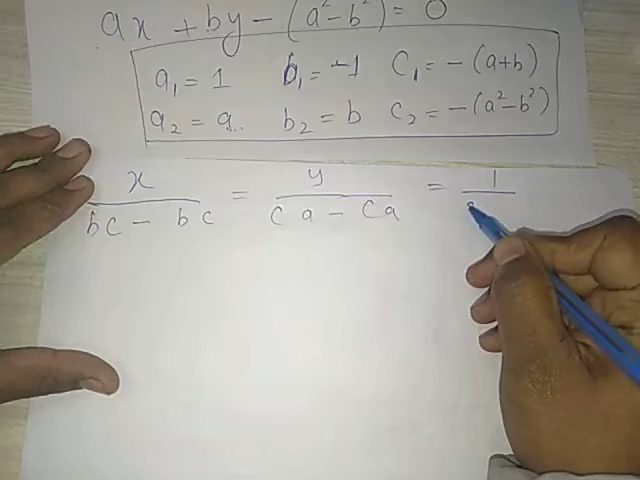 ax + by - (a² - b²) = 0
a₁ = 1 b₁ = -1 C₁ = - (a+b)
a₂ = a b₂ = b C₂ = - (a² - b²)
x / bc - bc = y / ca - ca = 1